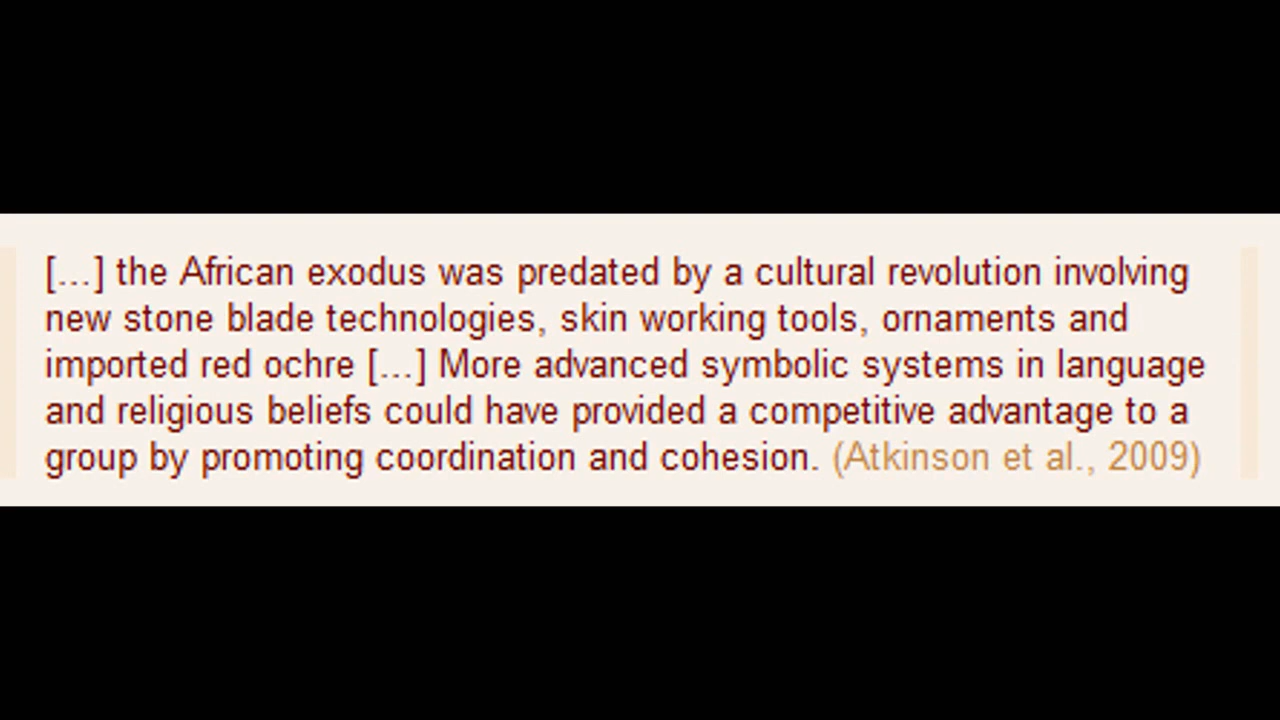 [...] the African exodus was predated by a cultural revolution involving
new stone blade technologies, skin working tools, ornaments and
imported red ochre [...] More advanced symbolic systems in language
and religious beliefs could have provided a competitive advantage to a
group by promoting coordination and cohesion. (Atkinson et al., 2009)